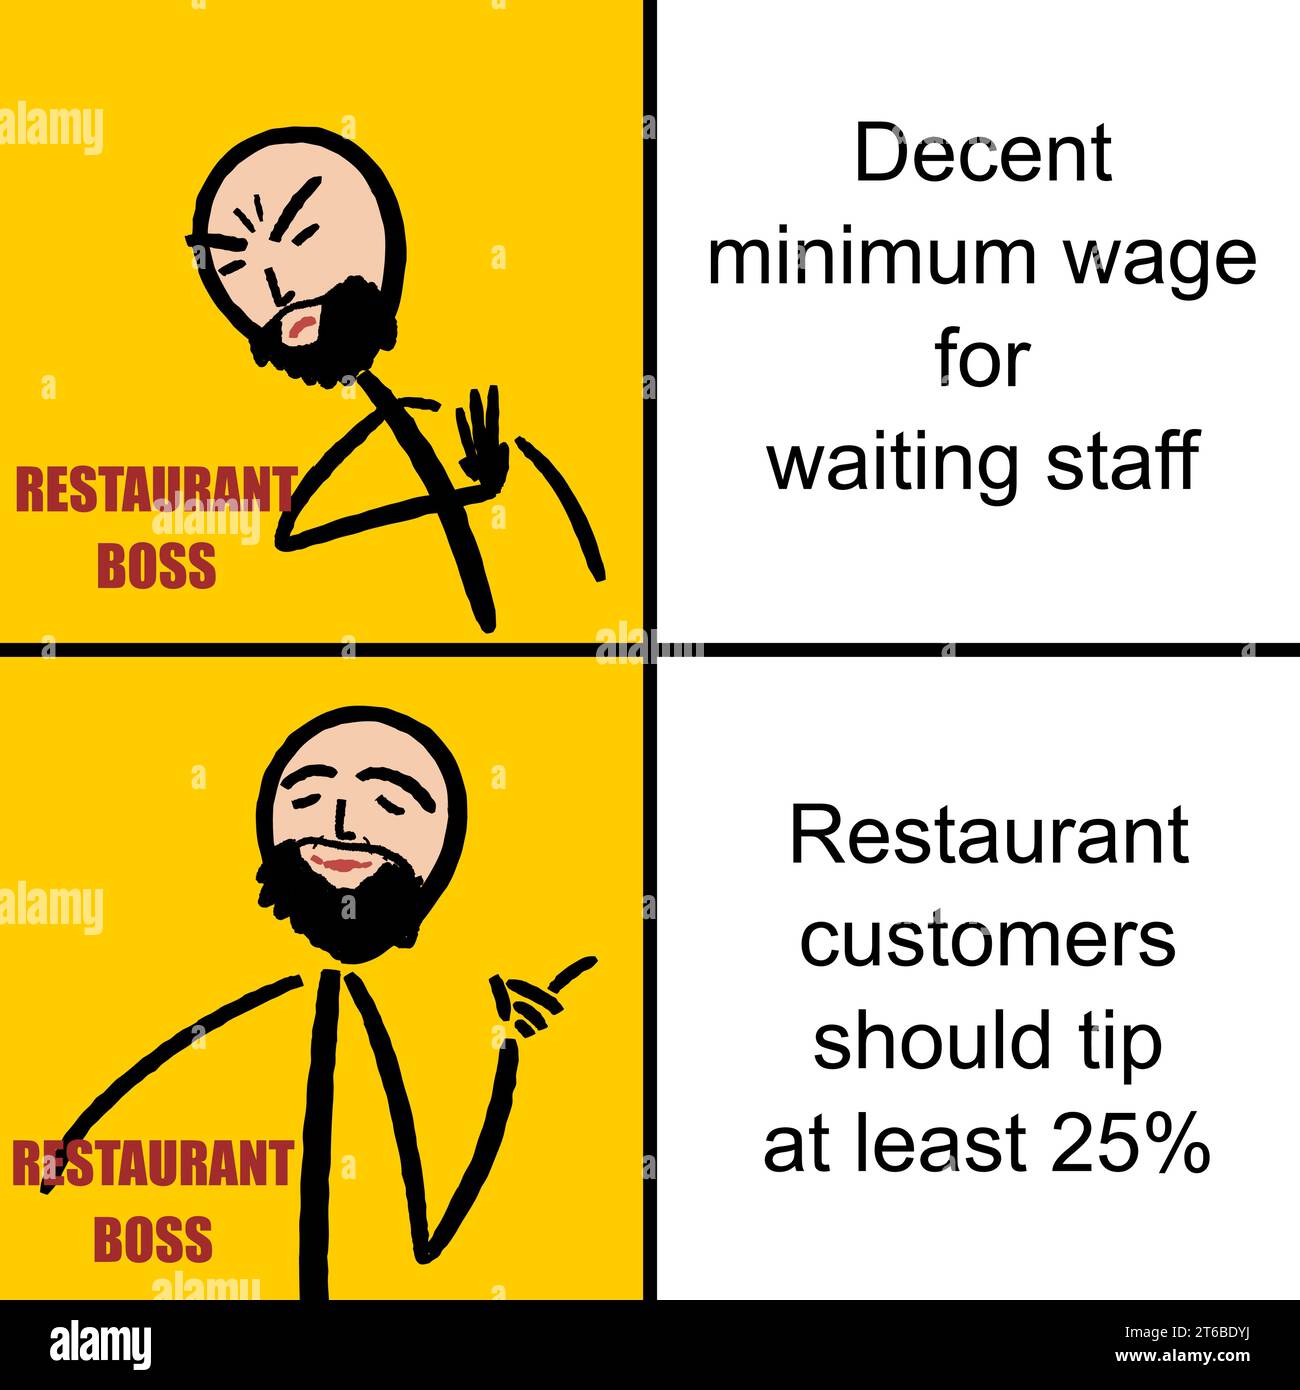 Decent
minimum wage
for
waiting staff
RESTAURANT
BOSS
Restaurant
customers
should tip
at least 25%
RESTAURANT
BOSS
alamy
a
alamy
Image ID: 2T6BDYJ
www.alamy.com